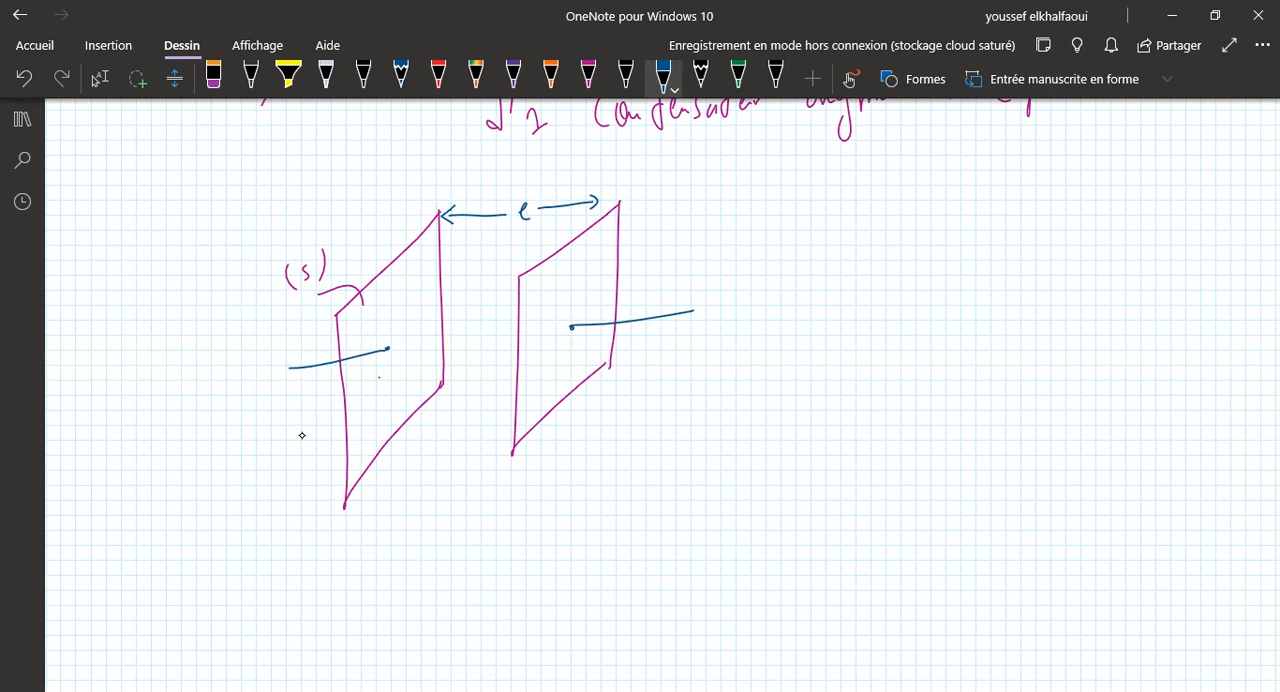 OneNote pour Windows 10
youssef elkhalfaoui
Accueil Insertion Dessin Affichage Aide
Enregistrement en mode hors connexion (stockage cloud saturé)
Partager
Formes
Entrée manuscrite en forme
e
(s)